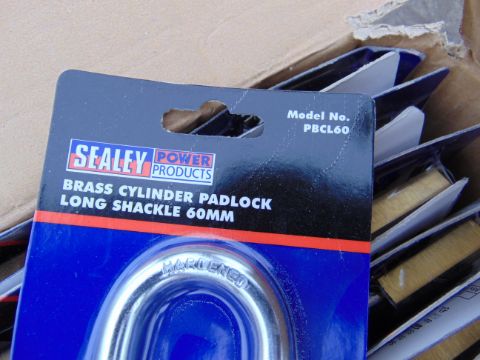 Model No.
PBCL60
SEALEY POWER PRODUCTS
BRASS CYLINDER PADLOCK
LONG SHACKLE 60MM
HARDENED